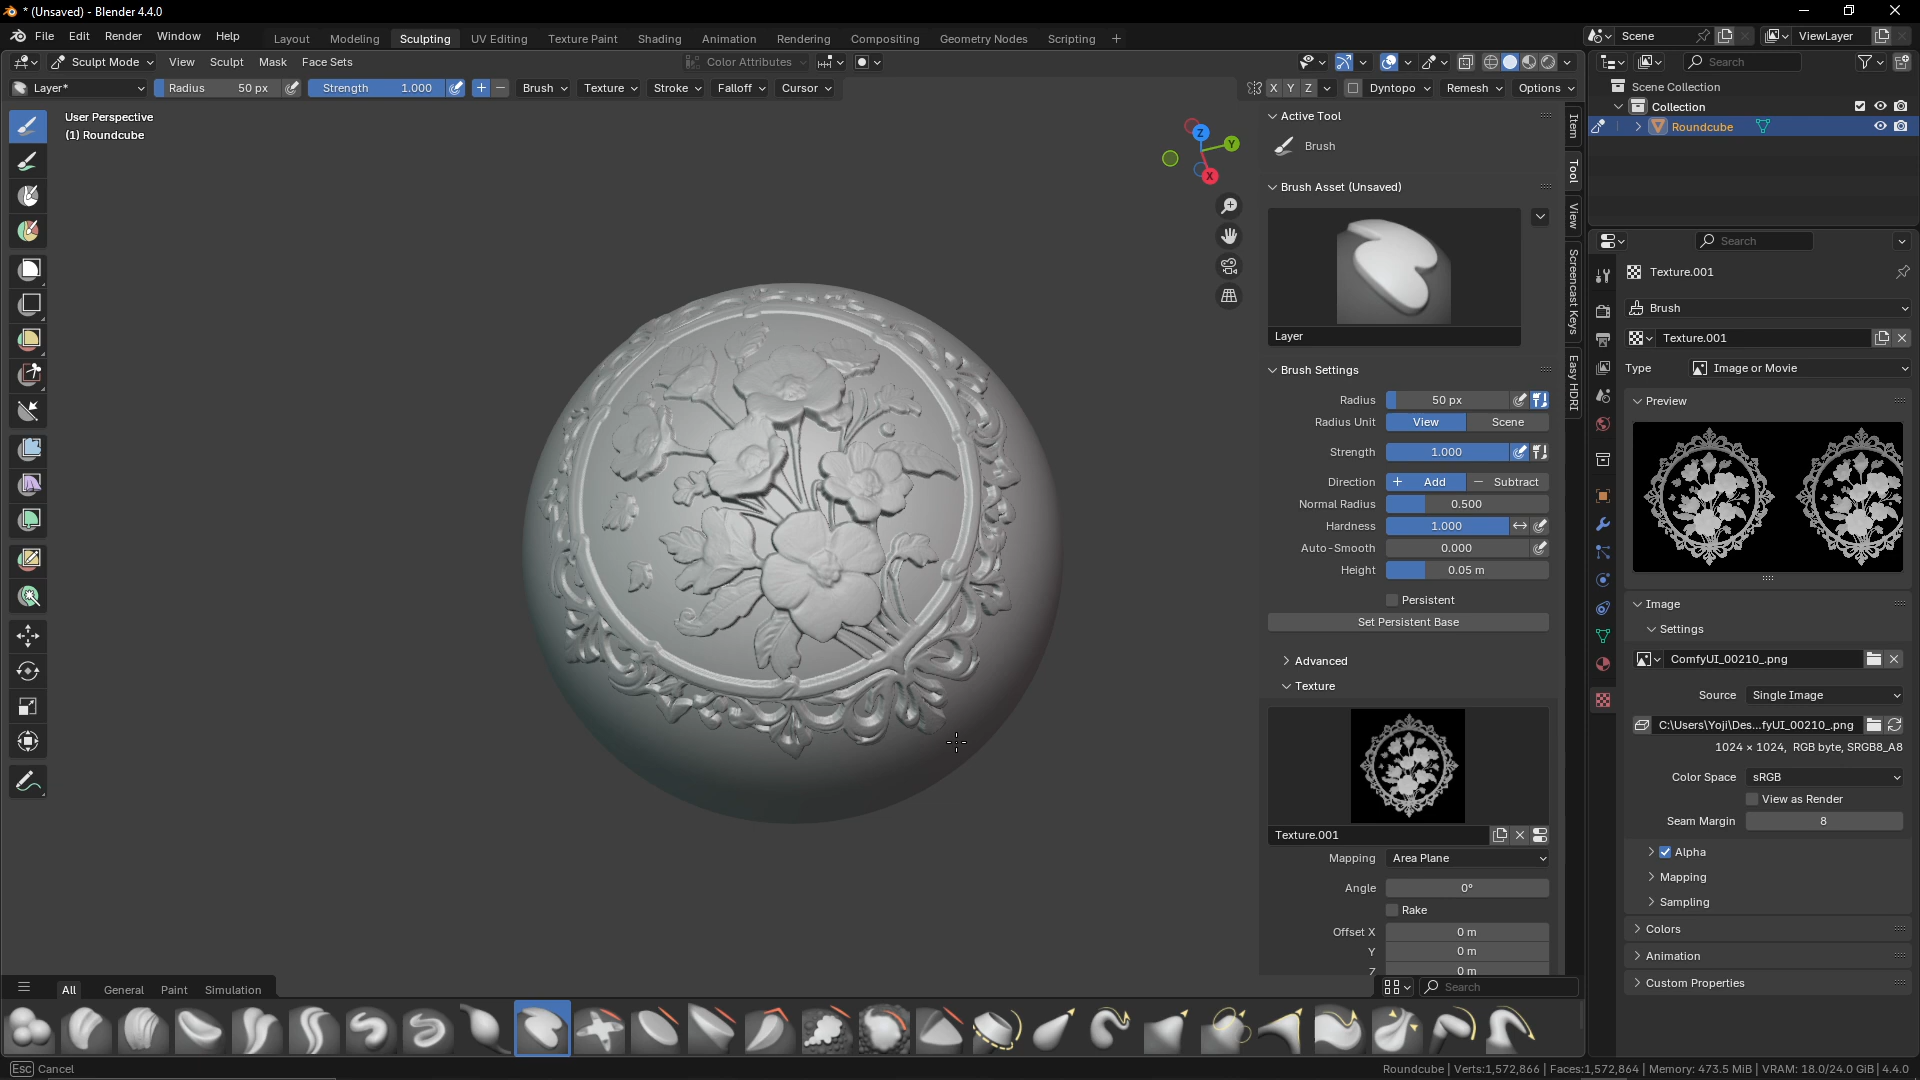 * (Unsaved) - Blender 4.4.0
File Edit Render Window Help Layout Modeling Sculpting UV Editing Texture Paint Shading Animation Rendering Compositing Geometry Nodes Scripting + Scene ViewLayer
Sculpt Mode View Sculpt Mask Face Sets Color Attributes Search
Layer* Radius 50 px Strength 1.000 + − Brush Texture Stroke Falloff Cursor X Y Z Dyntopo Remesh Options
User Perspective
(1) Roundcube
Z
Y
X
Active Tool
Brush
Brush Asset (Unsaved)
Layer
Brush Settings
Radius 50 px
Radius Unit View Scene
Strength 1.000
Direction + Add − Subtract
Normal Radius 0.500
Hardness 1.000
Auto-Smooth 0.000
Height 0.05 m
Persistent
Set Persistent Base
Advanced
Texture
Texture.001
Mapping Area Plane
Angle 0°
Rake
Offset X 0 m
Y 0 m
Z 0 m
Item
Tool
View
Screencast Keys
Easy HDRI
Scene Collection
Collection
Roundcube
Search
Texture.001
Brush
Texture.001
Type Image or Movie
Preview
Image
Settings
ComfyUI_00210_.png
Source Single Image
C:\Users\Yoji\Des...fyUI_00210_.png
1024 × 1024, RGB byte, SRGB8_A8
Color Space sRGB
View as Render
Seam Margin 8
Alpha
Mapping
Sampling
Colors
Animation
Custom Properties
All General Paint Simulation Search
Esc Cancel
Roundcube | Verts:1,572,866 | Faces:1,572,864 | Memory: 473.5 MiB | VRAM: 18.0/24.0 GiB | 4.4.0